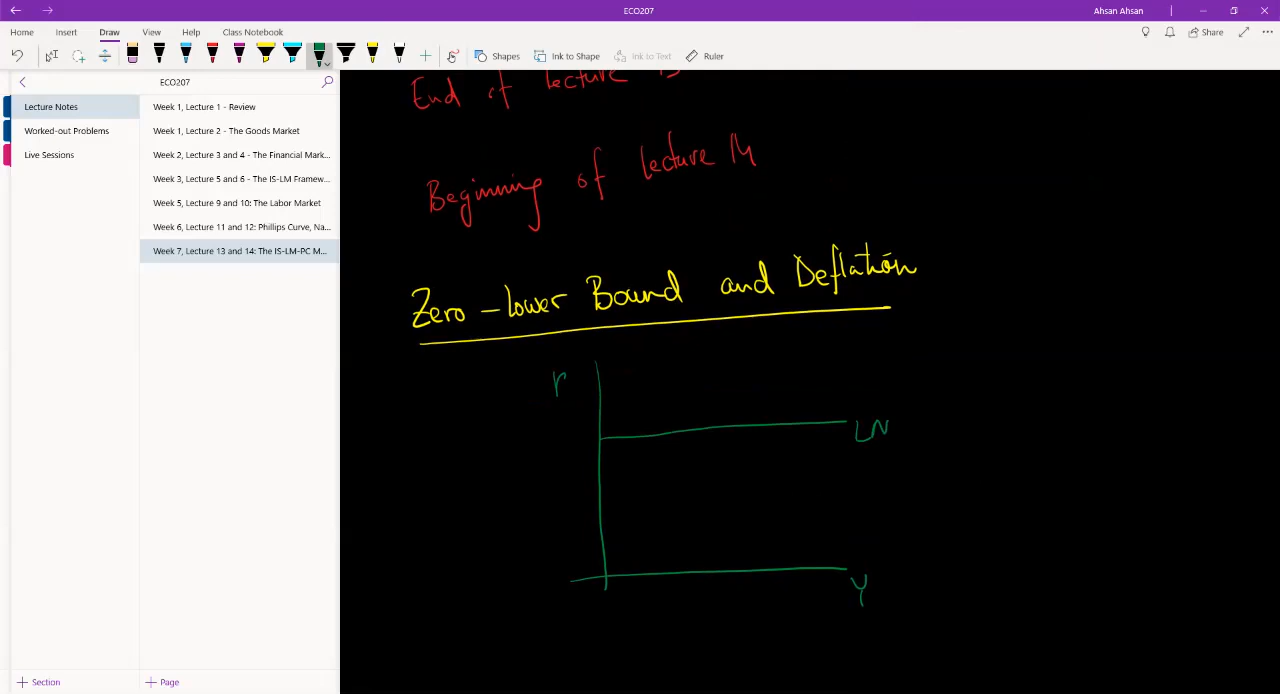 ECO207
Ahsan Ahsan
Home Insert Draw View Help Class Notebook
Share
Shapes Ink to Shape Ink to Text Math Ruler
ECO207
Lecture Notes
Worked-out Problems
Live Sessions
Week 1, Lecture 1 - Review
Week 1, Lecture 2 - The Goods Market
Week 2, Lecture 3 and 4 - The Financial Mark...
Week 3, Lecture 5 and 6 - The IS-LM Framew...
Week 5, Lecture 9 and 10: The Labor Market
Week 6, Lecture 11 and 12: Phillips Curve, Na...
Week 7, Lecture 13 and 14: The IS-LM-PC M...
End of lecture 13
Beginning of lecture 14
Zero-lower Bound and Deflation
r
LM
Y
Section
Page